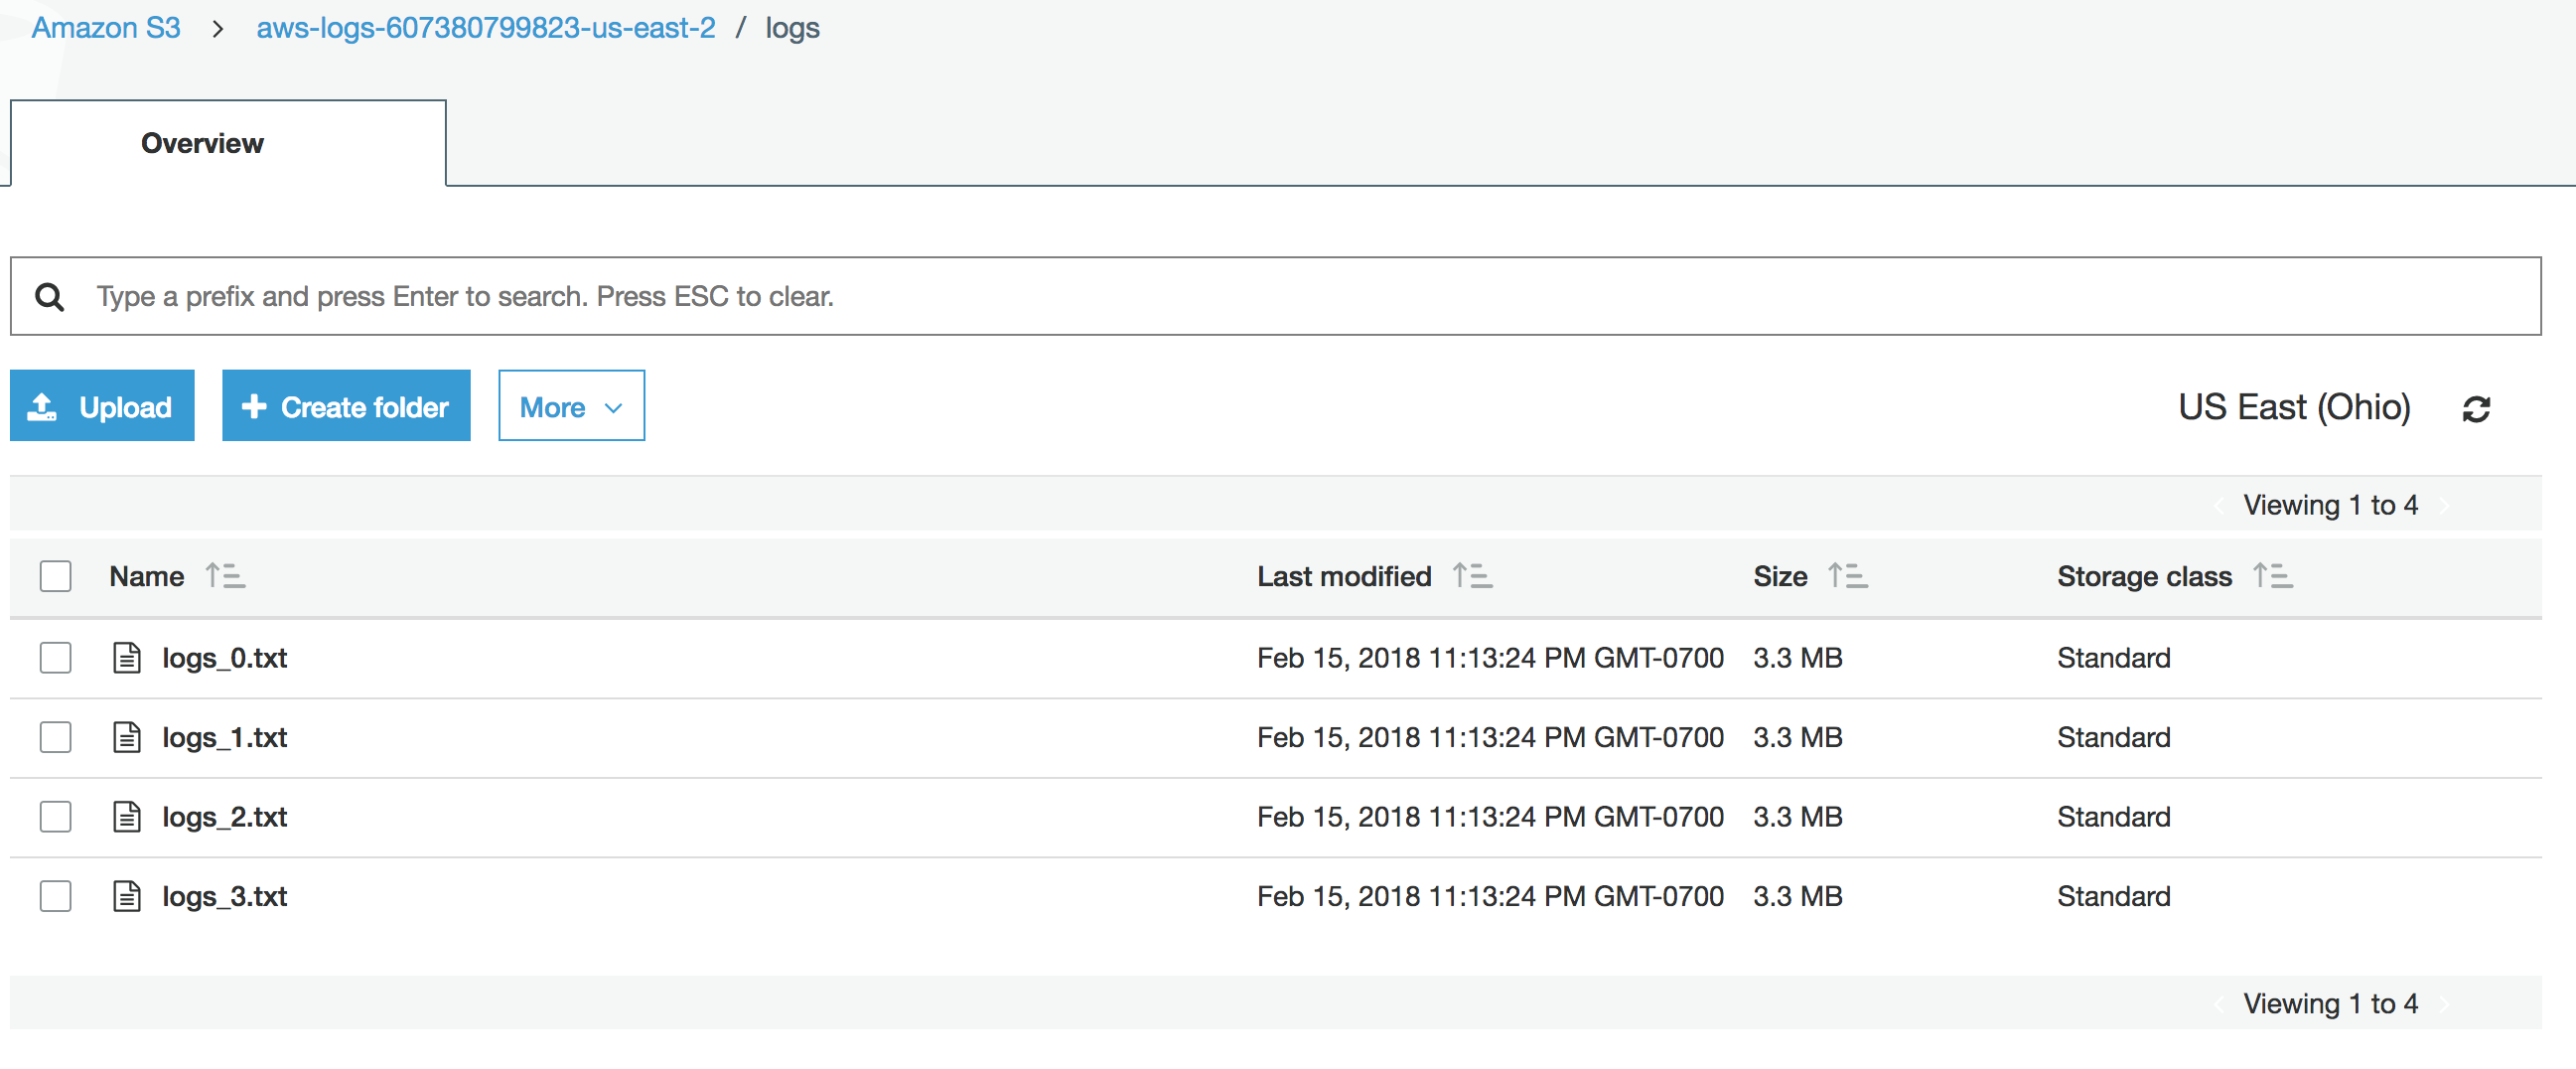 Amazon S3 > aws-logs-607380799823-us-east-2 / logs
Overview
Type a prefix and press Enter to search. Press ESC to clear.
Upload Create folder More US East (Ohio)
Viewing 1 to 4
Name Last modified Size Storage class
logs_0.txt Feb 15, 2018 11:13:24 PM GMT-0700 3.3 MB Standard
logs_1.txt Feb 15, 2018 11:13:24 PM GMT-0700 3.3 MB Standard
logs_2.txt Feb 15, 2018 11:13:24 PM GMT-0700 3.3 MB Standard
logs_3.txt Feb 15, 2018 11:13:24 PM GMT-0700 3.3 MB Standard
Viewing 1 to 4